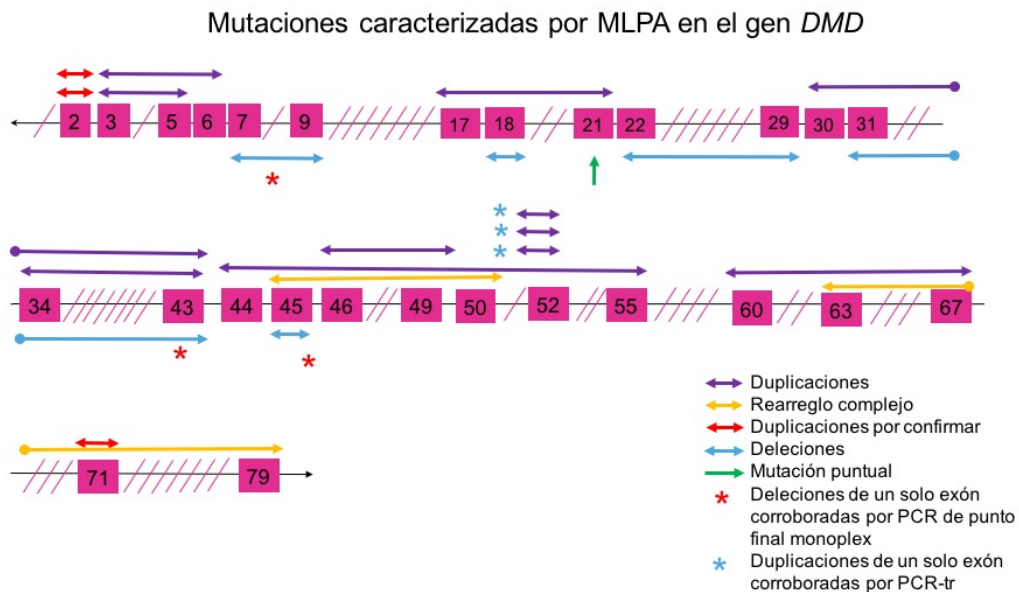 Mutaciones caracterizadas por MLPA en el gen DMD
2 3 5 6 7 9 17 18 21 22 29 30 31
*
* 
*
*
34 43 44 45 46 49 50 52 55 60 63 67
* *
71 79
Duplicaciones
Rearreglo complejo
Duplicaciones por confirmar
Deleciones
Mutación puntual
* Deleciones de un solo exón
corroboradas por PCR de punto
final monoplex
* Duplicaciones de un solo exón
corroboradas por PCR-tr